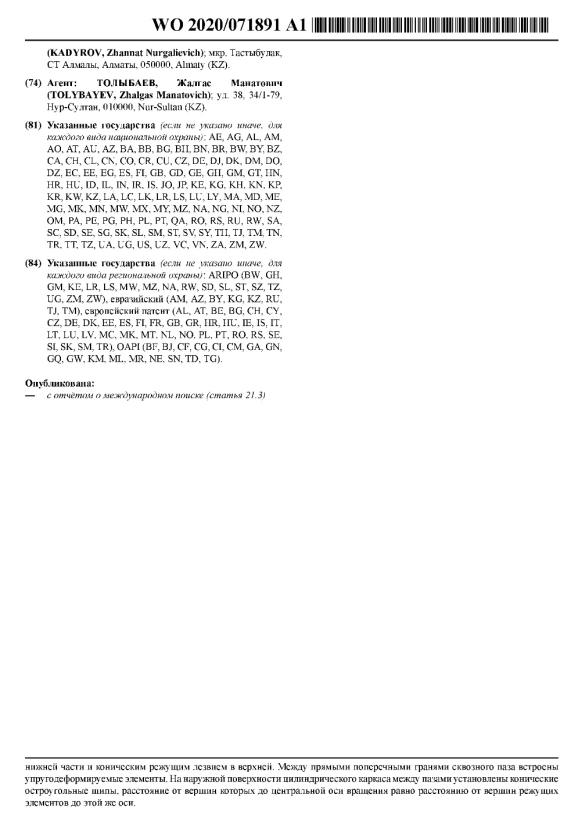 WO 2020/071891 A1
(KADYROV, Zhannat Nurgalievich); мкр. Тастыбулак,
СТ Алмалы, Алматы, 050000, Almaty (KZ).
(74) Агент: ТОЛЫБАЕВ, Жалгас Манатович
(TOLYBAYEV, Zhalgas Manatovich); ул. 38, 34/1-79,
Нур-Султан, 010000, Nur-Sultan (KZ).
(81) Указанные государства (если не указано иначе, для
каждого вида национальной охраны): AE, AG, AL, AM,
AO, AT, AU, AZ, BA, BB, BG, BH, BN, BR, BW, BY, BZ,
CA, CH, CL, CN, CO, CR, CU, CZ, DE, DJ, DK, DM, DO,
DZ, EC, EE, EG, ES, FI, GB, GD, GE, GH, GM, GT, HN,
HR, HU, ID, IL, IN, IR, IS, JO, JP, KE, KG, KH, KN, KP,
KR, KW, KZ, LA, LC, LK, LR, LS, LU, LY, MA, MD, ME,
MG, MK, MN, MW, MX, MY, MZ, NA, NG, NI, NO, NZ,
OM, PA, PE, PG, PH, PL, PT, QA, RO, RS, RU, RW, SA,
SC, SD, SE, SG, SK, SL, SM, ST, SV, SY, TH, TJ, TM, TN,
TR, TT, TZ, UA, UG, US, UZ, VC, VN, ZA, ZM, ZW.
(84) Указанные государства (если не указано иначе, для
каждого вида региональной охраны): ARIPO (BW, GH,
GM, KE, LR, LS, MW, MZ, NA, RW, SD, SL, ST, SZ, TZ,
UG, ZM, ZW), евразийский (AM, AZ, BY, KG, KZ, RU,
TJ, TM), европейский патент (AL, AT, BE, BG, CH, CY,
CZ, DE, DK, EE, ES, FI, FR, GB, GR, HR, HU, IE, IS, IT,
LT, LU, LV, MC, MK, MT, NL, NO, PL, PT, RO, RS, SE,
SI, SK, SM, TR), OAPI (BF, BJ, CF, CG, CI, CM, GA, GN,
GQ, GW, KM, ML, MR, NE, SN, TD, TG).
Опубликована:
— с отчётом о международном поиске (статья 21.3)
нижней части и коническим режущим лезвием в верхней. Между прямыми поперечными гранями сквозного паза встроены
упругодеформируемые элементы. На наружной поверхности цилиндрического каркаса между пазами установлены конические
остроугольные шипы, расстояние от вершин которых до центральной оси вращения равно расстоянию от вершин режущих
элементов до этой же оси.